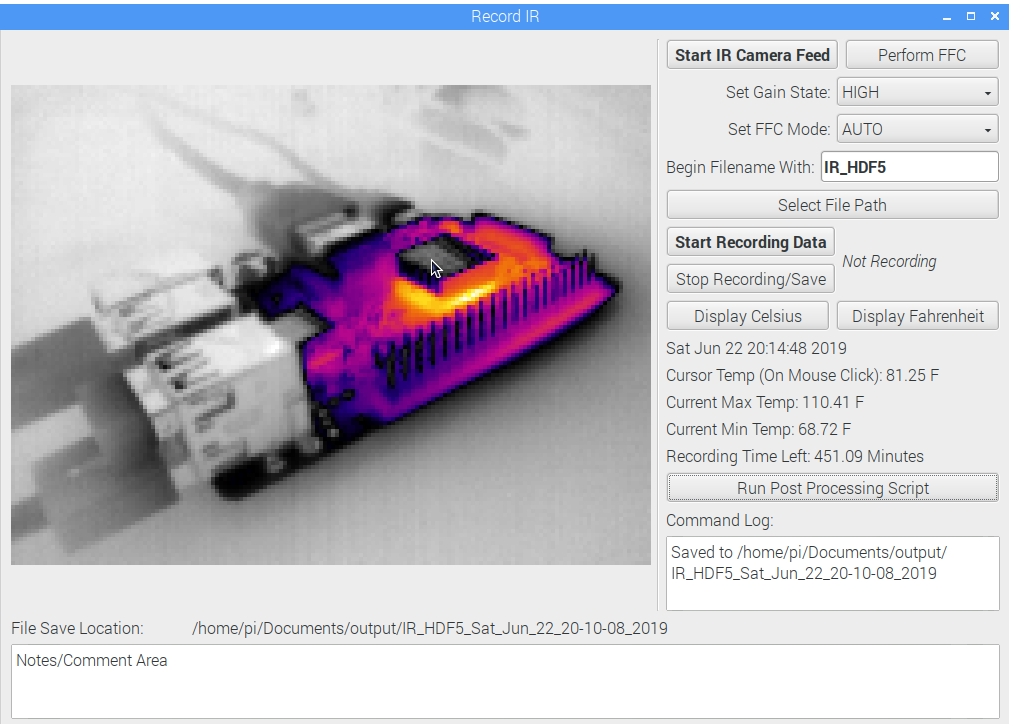 Record IR
Start IR Camera Feed
Perform FFC
Set Gain State: HIGH
Set FFC Mode: AUTO
Begin Filename With: IR_HDF5
Select File Path
Start Recording Data
Not Recording
Stop Recording/Save
Display Celsius
Display Fahrenheit
Sat Jun 22 20:14:48 2019
Cursor Temp (On Mouse Click): 81.25 F
Current Max Temp: 110.41 F
Current Min Temp: 68.72 F
Recording Time Left: 451.09 Minutes
Run Post Processing Script
Command Log:
Saved to /home/pi/Documents/output/
IR_HDF5_Sat_Jun_22_20-10-08_2019
File Save Location: /home/pi/Documents/output/IR_HDF5_Sat_Jun_22_20-10-08_2019
Notes/Comment Area